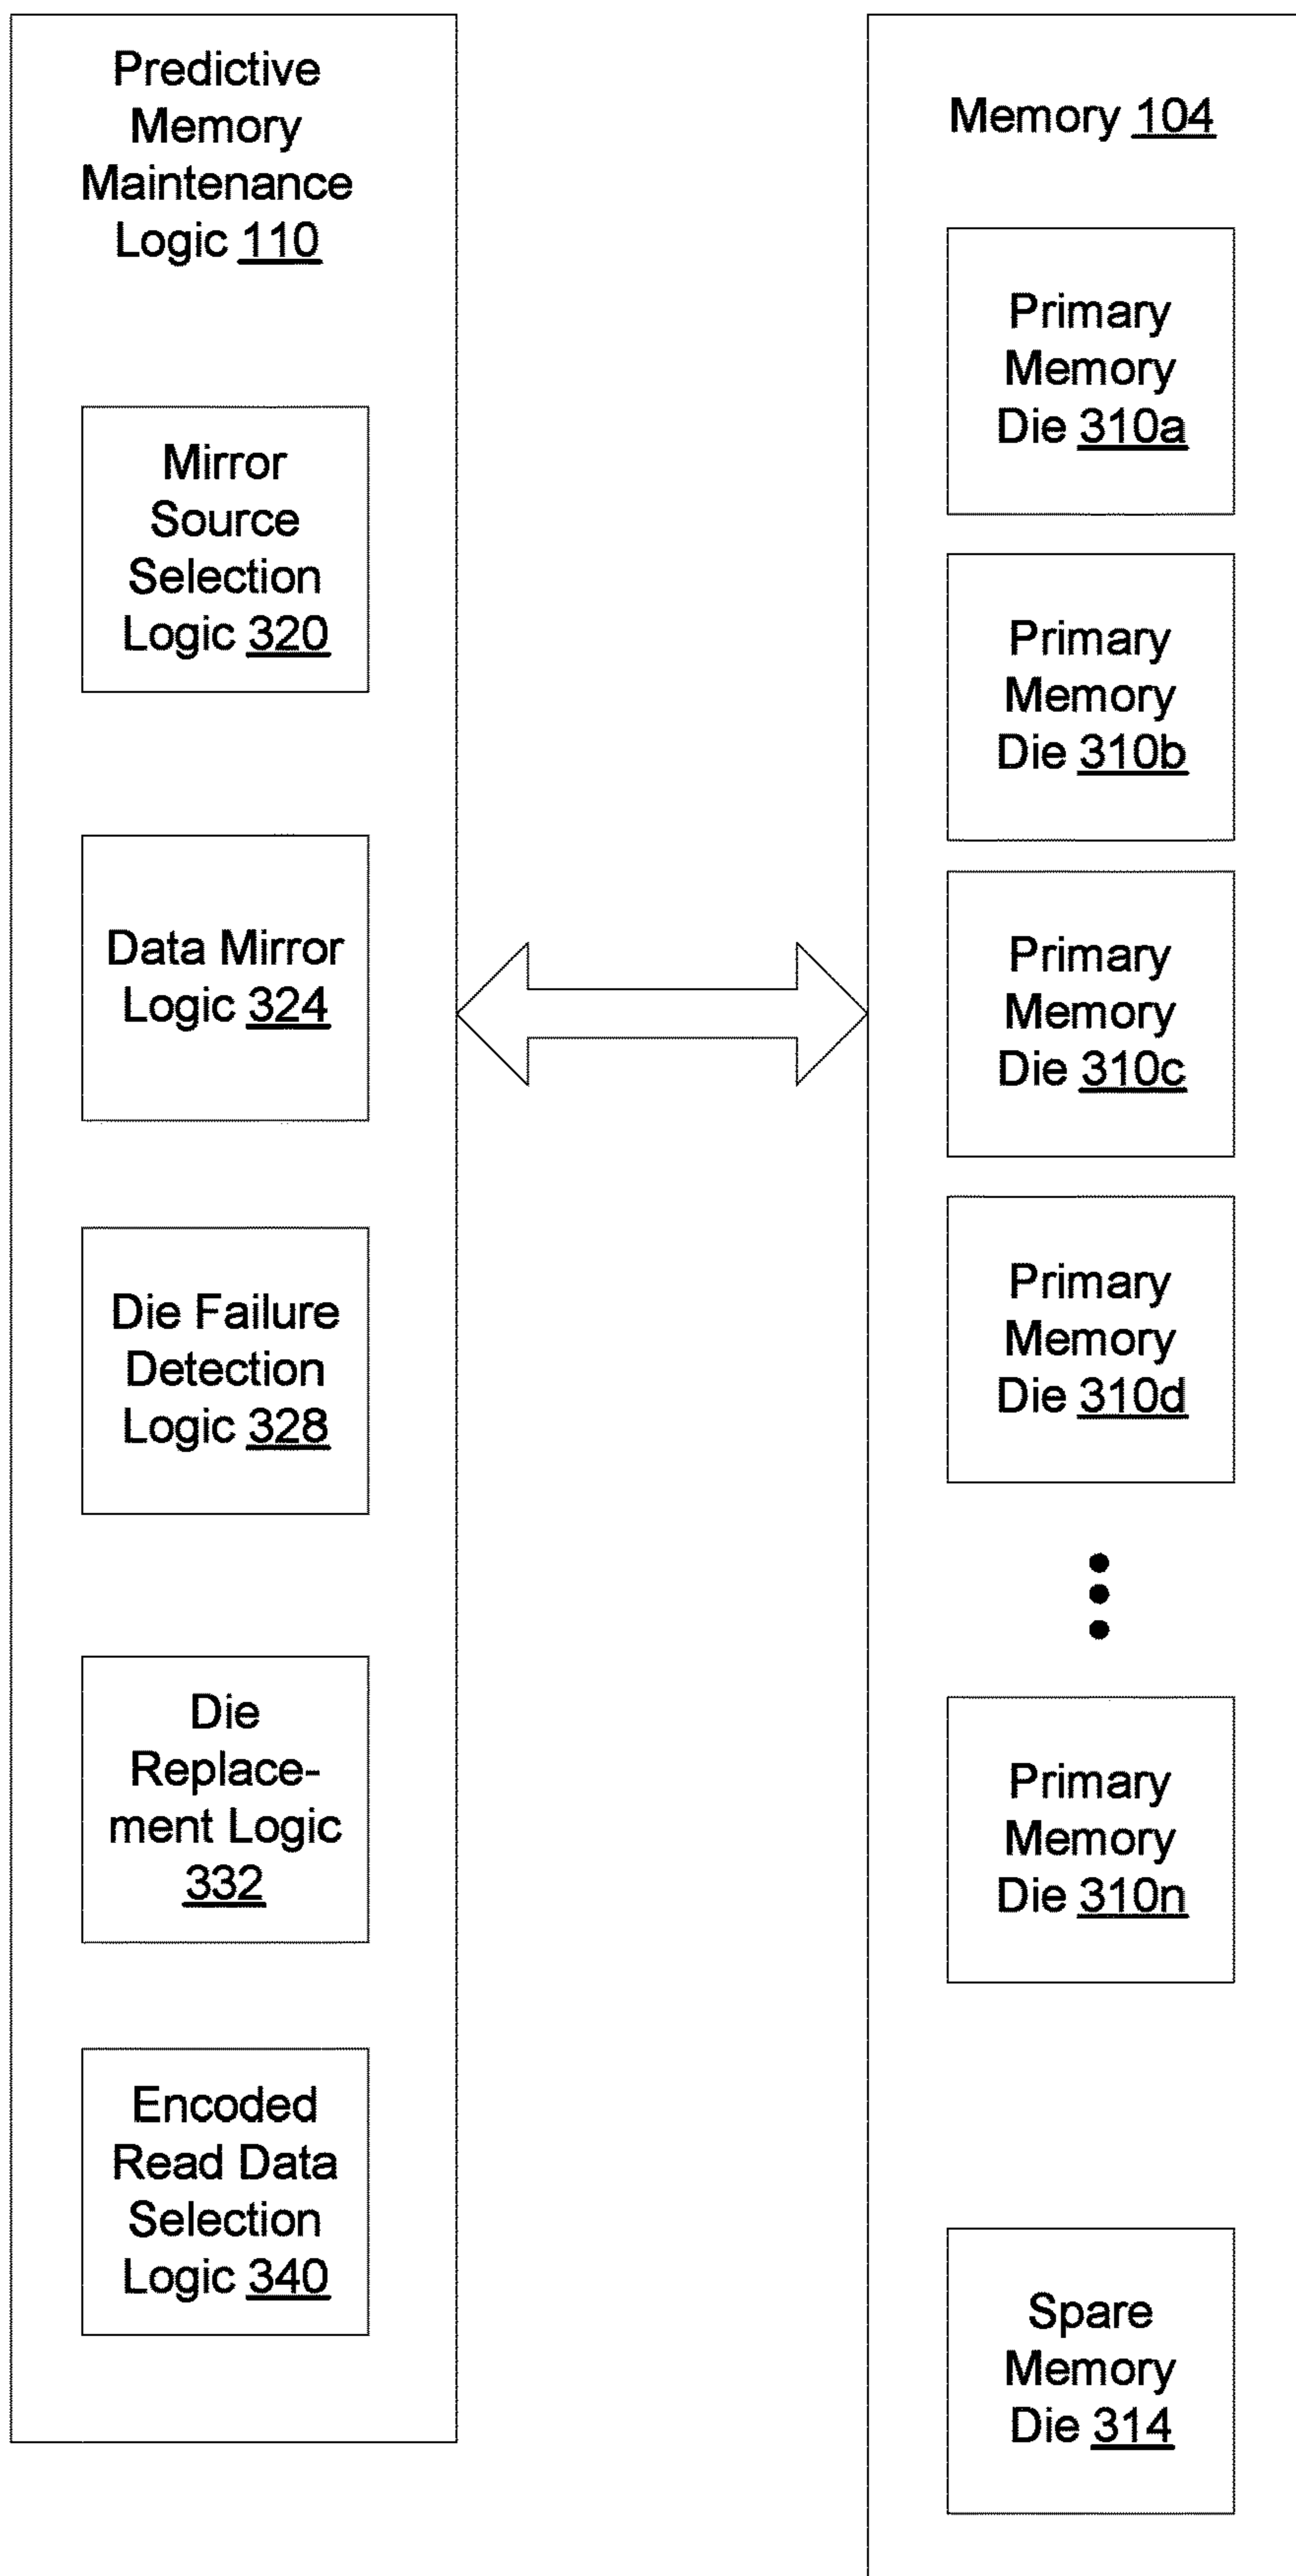 Predictive
Memory
Maintenance
Logic 110
Mirror
Source
Selection
Logic 320
Data Mirror
Logic 324
Die Failure
Detection
Logic 328
Die
Replace-
ment Logic
332
Encoded
Read Data
Selection
Logic 340
Memory 104
Primary
Memory
Die 310a
Primary
Memory
Die 310b
Primary
Memory
Die 310c
Primary
Memory
Die 310d
Primary
Memory
Die 310n
Spare
Memory
Die 314